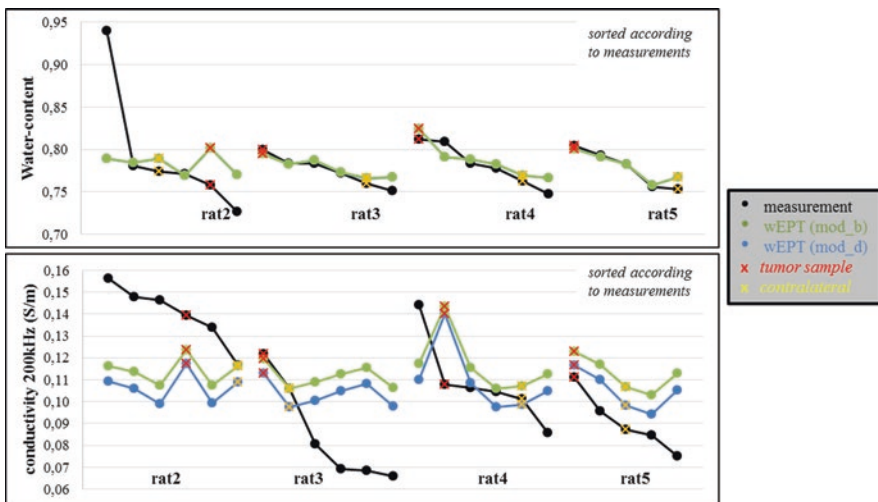 0,95
0,90
0,85
0,80
0,75
0,70
Water-content
sorted according
to measurements
rat2
rat3
rat4
rat5
0,16
0,15
0,14
0,13
0,12
0,11
0,10
0,09
0,08
0,07
0,06
conductivity 200kHz (S/m)
sorted according
to measurements
rat2
rat3
rat4
rat5
measurement
wEPT (mod_b)
wEPT (mod_d)
tumor sample
contralateral